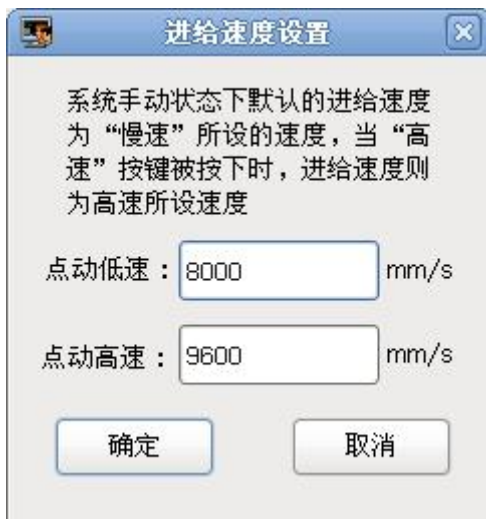 进给速度设置
系统手动状态下默认的进给速度
为“慢速”所设的速度，当“高
速”按键被按下时，进给速度则
为高速所设速度
点动低速：8000 mm/s
点动高速：9600 mm/s
确定 取消